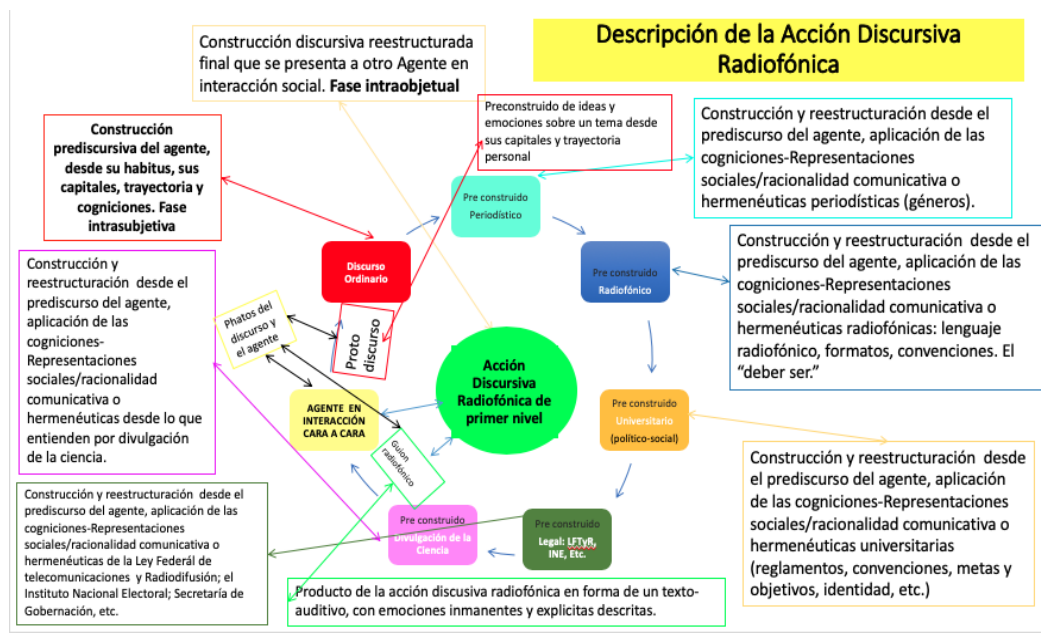 Descripción de la Acción Discursiva
Radiofónica
Construcción discursiva reestructurada
final que se presenta a otro Agente en
interacción social. Fase intraobjetual
Preconstruido de ideas y
emociones sobre un tema desde
sus capitales y trayectoria
personal
Construcción y reestructuración desde el
prediscurso del agente, aplicación de las
cogniciones-Representaciones
sociales/racionalidad comunicativa o
hermenéuticas periodísticas (géneros).
Construcción
prediscursiva del agente,
desde su habitus, sus
capitales, trayectoria y
cogniciones. Fase
intrasubjetiva
Pre construido
Periodístico
Discurso
Ordinario
Pre construido
Radiofónico
Construcción y reestructuración desde el
prediscurso del agente, aplicación de las
cogniciones-Representaciones
sociales/racionalidad comunicativa o
hermenéuticas radiofónicas: lenguaje
radiofónico, formatos, convenciones. El
“deber ser.”
Construcción y
reestructuración desde el
prediscurso del agente,
aplicación de las
cogniciones-
Representaciones
sociales/racionalidad
comunicativa o
hermenéuticas desde lo que
entienden por divulgación
de la ciencia.
Phatos del
discurso y
el agente
Proto
discurso
Acción
Discursiva
Radiofónica de
primer nivel
AGENTE EN
INTERACCIÓN
CARA A CARA
Guion
radiofónico
Pre construido
Universitario
(político-social)
Construcción y reestructuración desde
el prediscurso del agente, aplicación
de las cogniciones-Representaciones
sociales/racionalidad comunicativa o
hermenéuticas universitarias
(reglamentos, convenciones, metas y
objetivos, identidad, etc.)
Construcción y reestructuración desde el
prediscurso del agente, aplicación de las
cogniciones-Representaciones
sociales/racionalidad comunicativa o
hermenéuticas de la Ley Federál de
telecomunicaciones y Radiodifusión; el
Instituto Nacional Electoral; Secretaría de
Gobernación, etc.
Pre construido
Divulgación de la
Ciencia
Pre construido
Legal: LFTyR,
INE, Etc.
Producto de la acción discusiva radiofónica en forma de un texto-
auditivo, con emociones inmanentes y explicitas descritas.